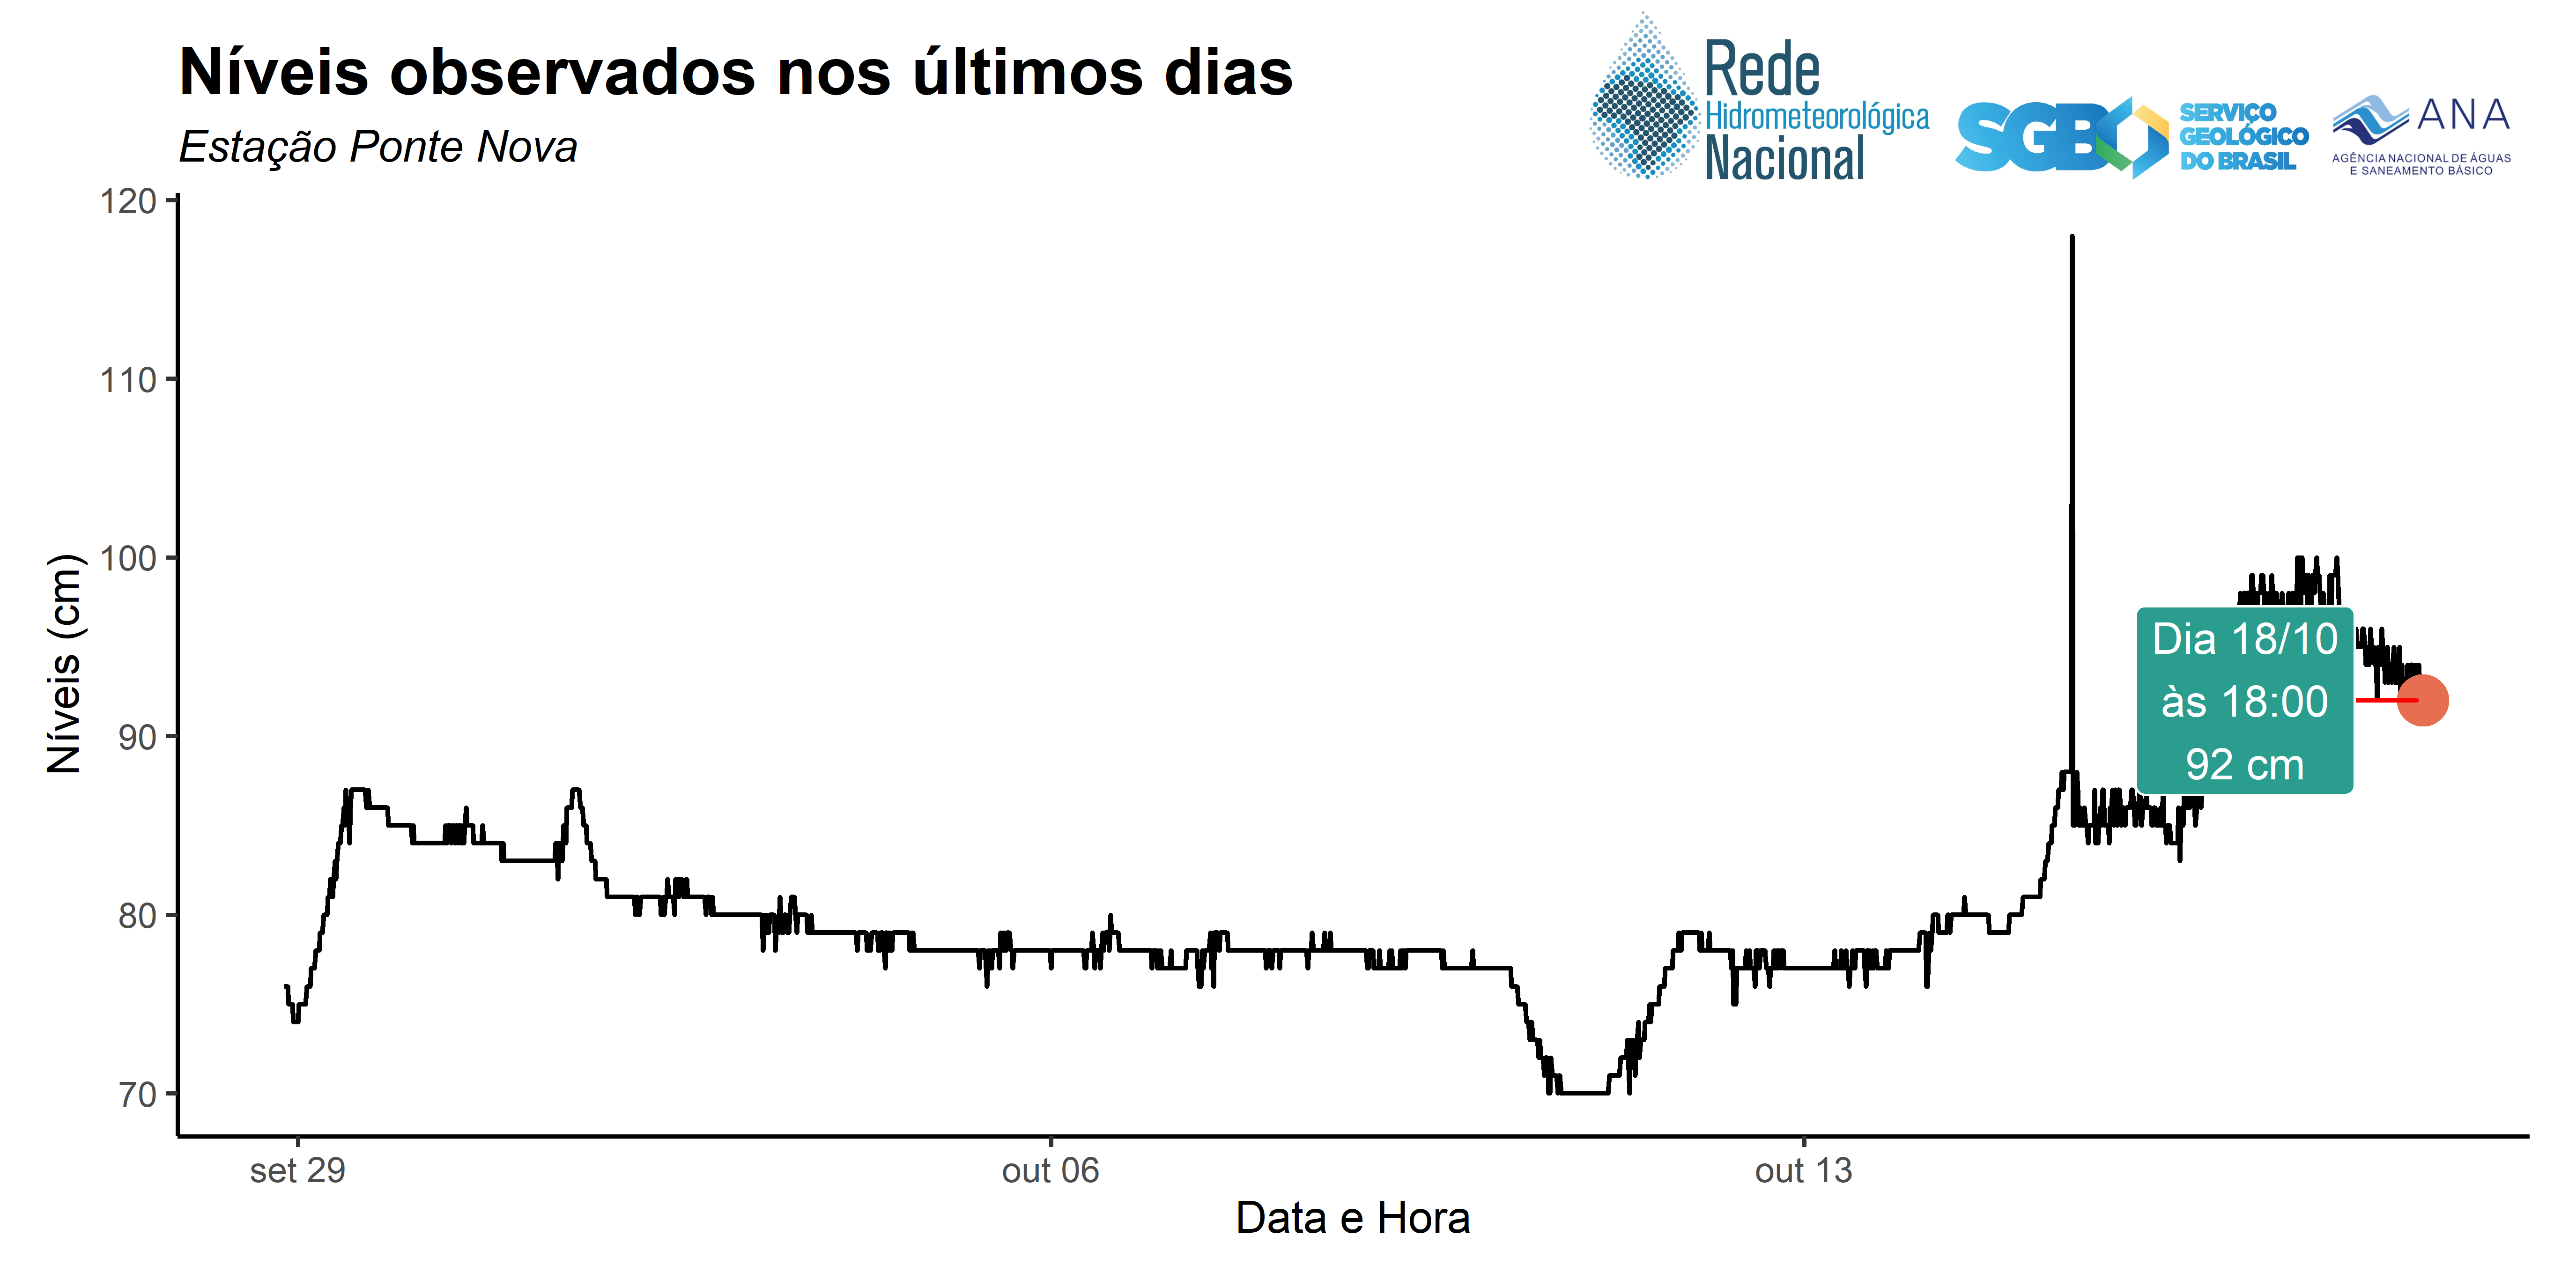 Níveis observados nos últimos dias
Estação Ponte Nova
Rede
Hidrometeorológica
Nacional
SGB
SERVIÇO
GEOLÓGICO
DO BRASIL
ANA
AGÊNCIA NACIONAL DE ÁGUAS
E SANEAMENTO BÁSICO
120
110
100
90
80
70
Níveis (cm)
Dia 18/10
às 18:00
92 cm
set 29
out 06
out 13
Data e Hora